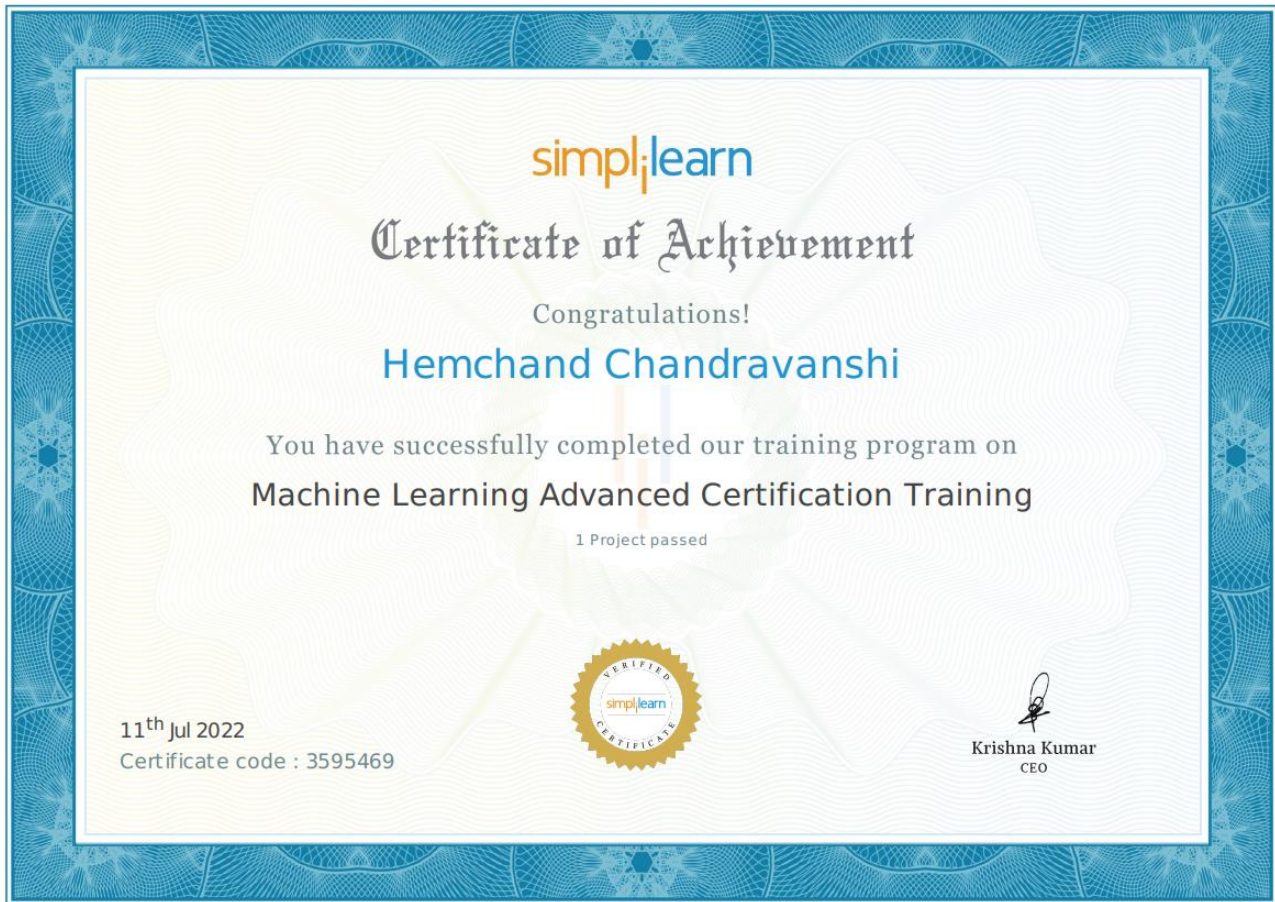 simplilearn
Certificate of Achievement
Congratulations!
Hemchand Chandravanshi
You have successfully completed our training program on
Machine Learning Advanced Certification Training
1 Project passed
VERIFIED
simplilearn
CERTIFICATE
11th Jul 2022
Certificate code : 3595469
Krishna Kumar
CEO